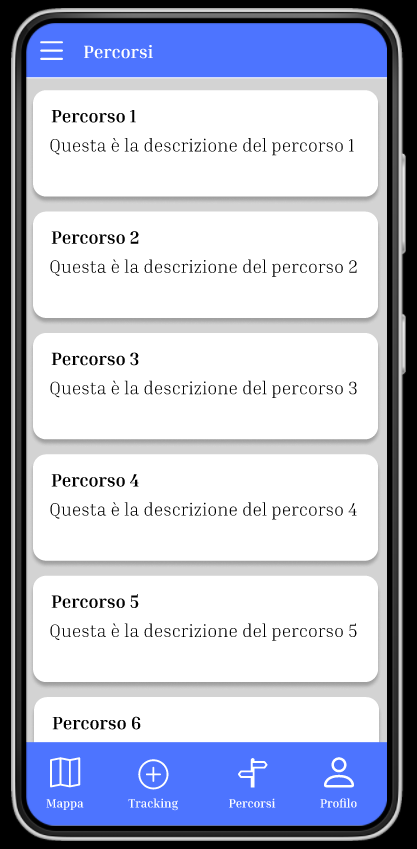 Percorsi
Percorso 1
Questa è la descrizione del percorso 1
Percorso 2
Questa è la descrizione del percorso 2
Percorso 3
Questa è la descrizione del percorso 3
Percorso 4
Questa è la descrizione del percorso 4
Percorso 5
Questa è la descrizione del percorso 5
Percorso 6
Mappa Tracking Percorsi Profilo